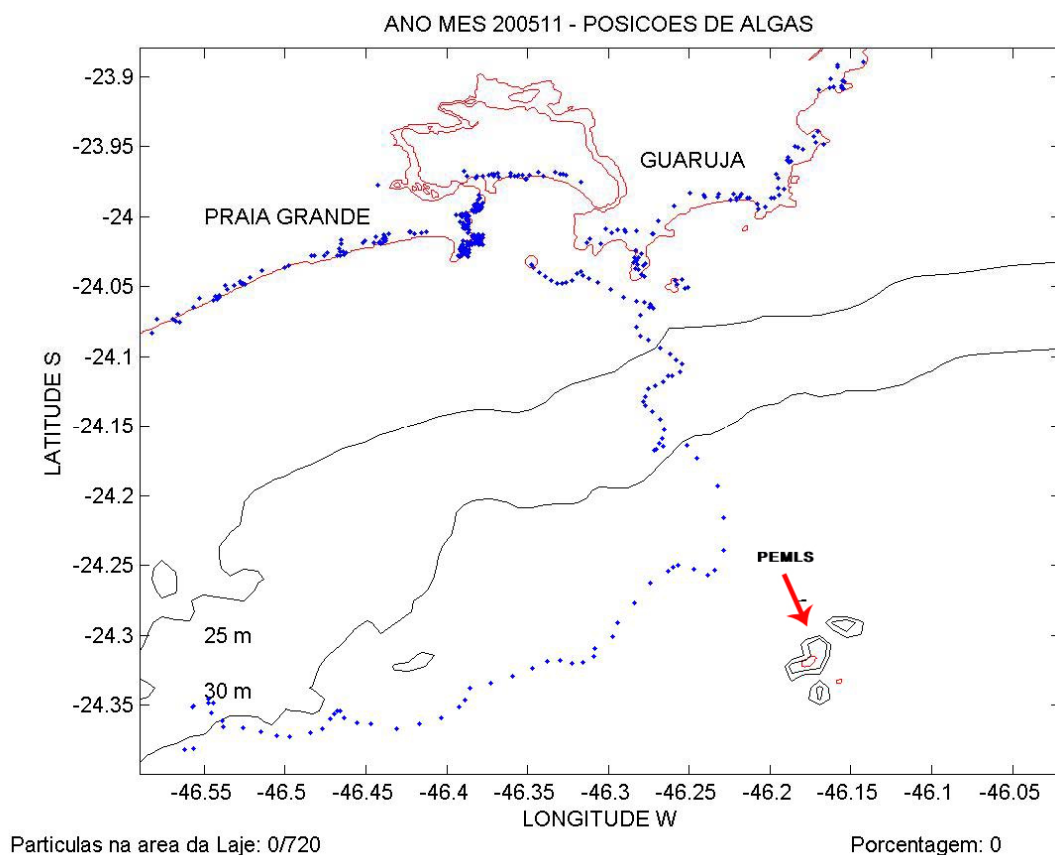 ANO MES 200511 - POSICOES DE ALGAS
-23.9
-23.95
-24
-24.05
-24.1
-24.15
-24.2
-24.25
-24.3
-24.35
LATITUDE S
GUARUJA
PRAIA GRANDE
PEMLS
25 m
30 m
-46.55 -46.5 -46.45 -46.4 -46.35 -46.3 -46.25 -46.2 -46.15 -46.1 -46.05
LONGITUDE W
Particulas na area da Laje: 0/720 Porcentagem: 0